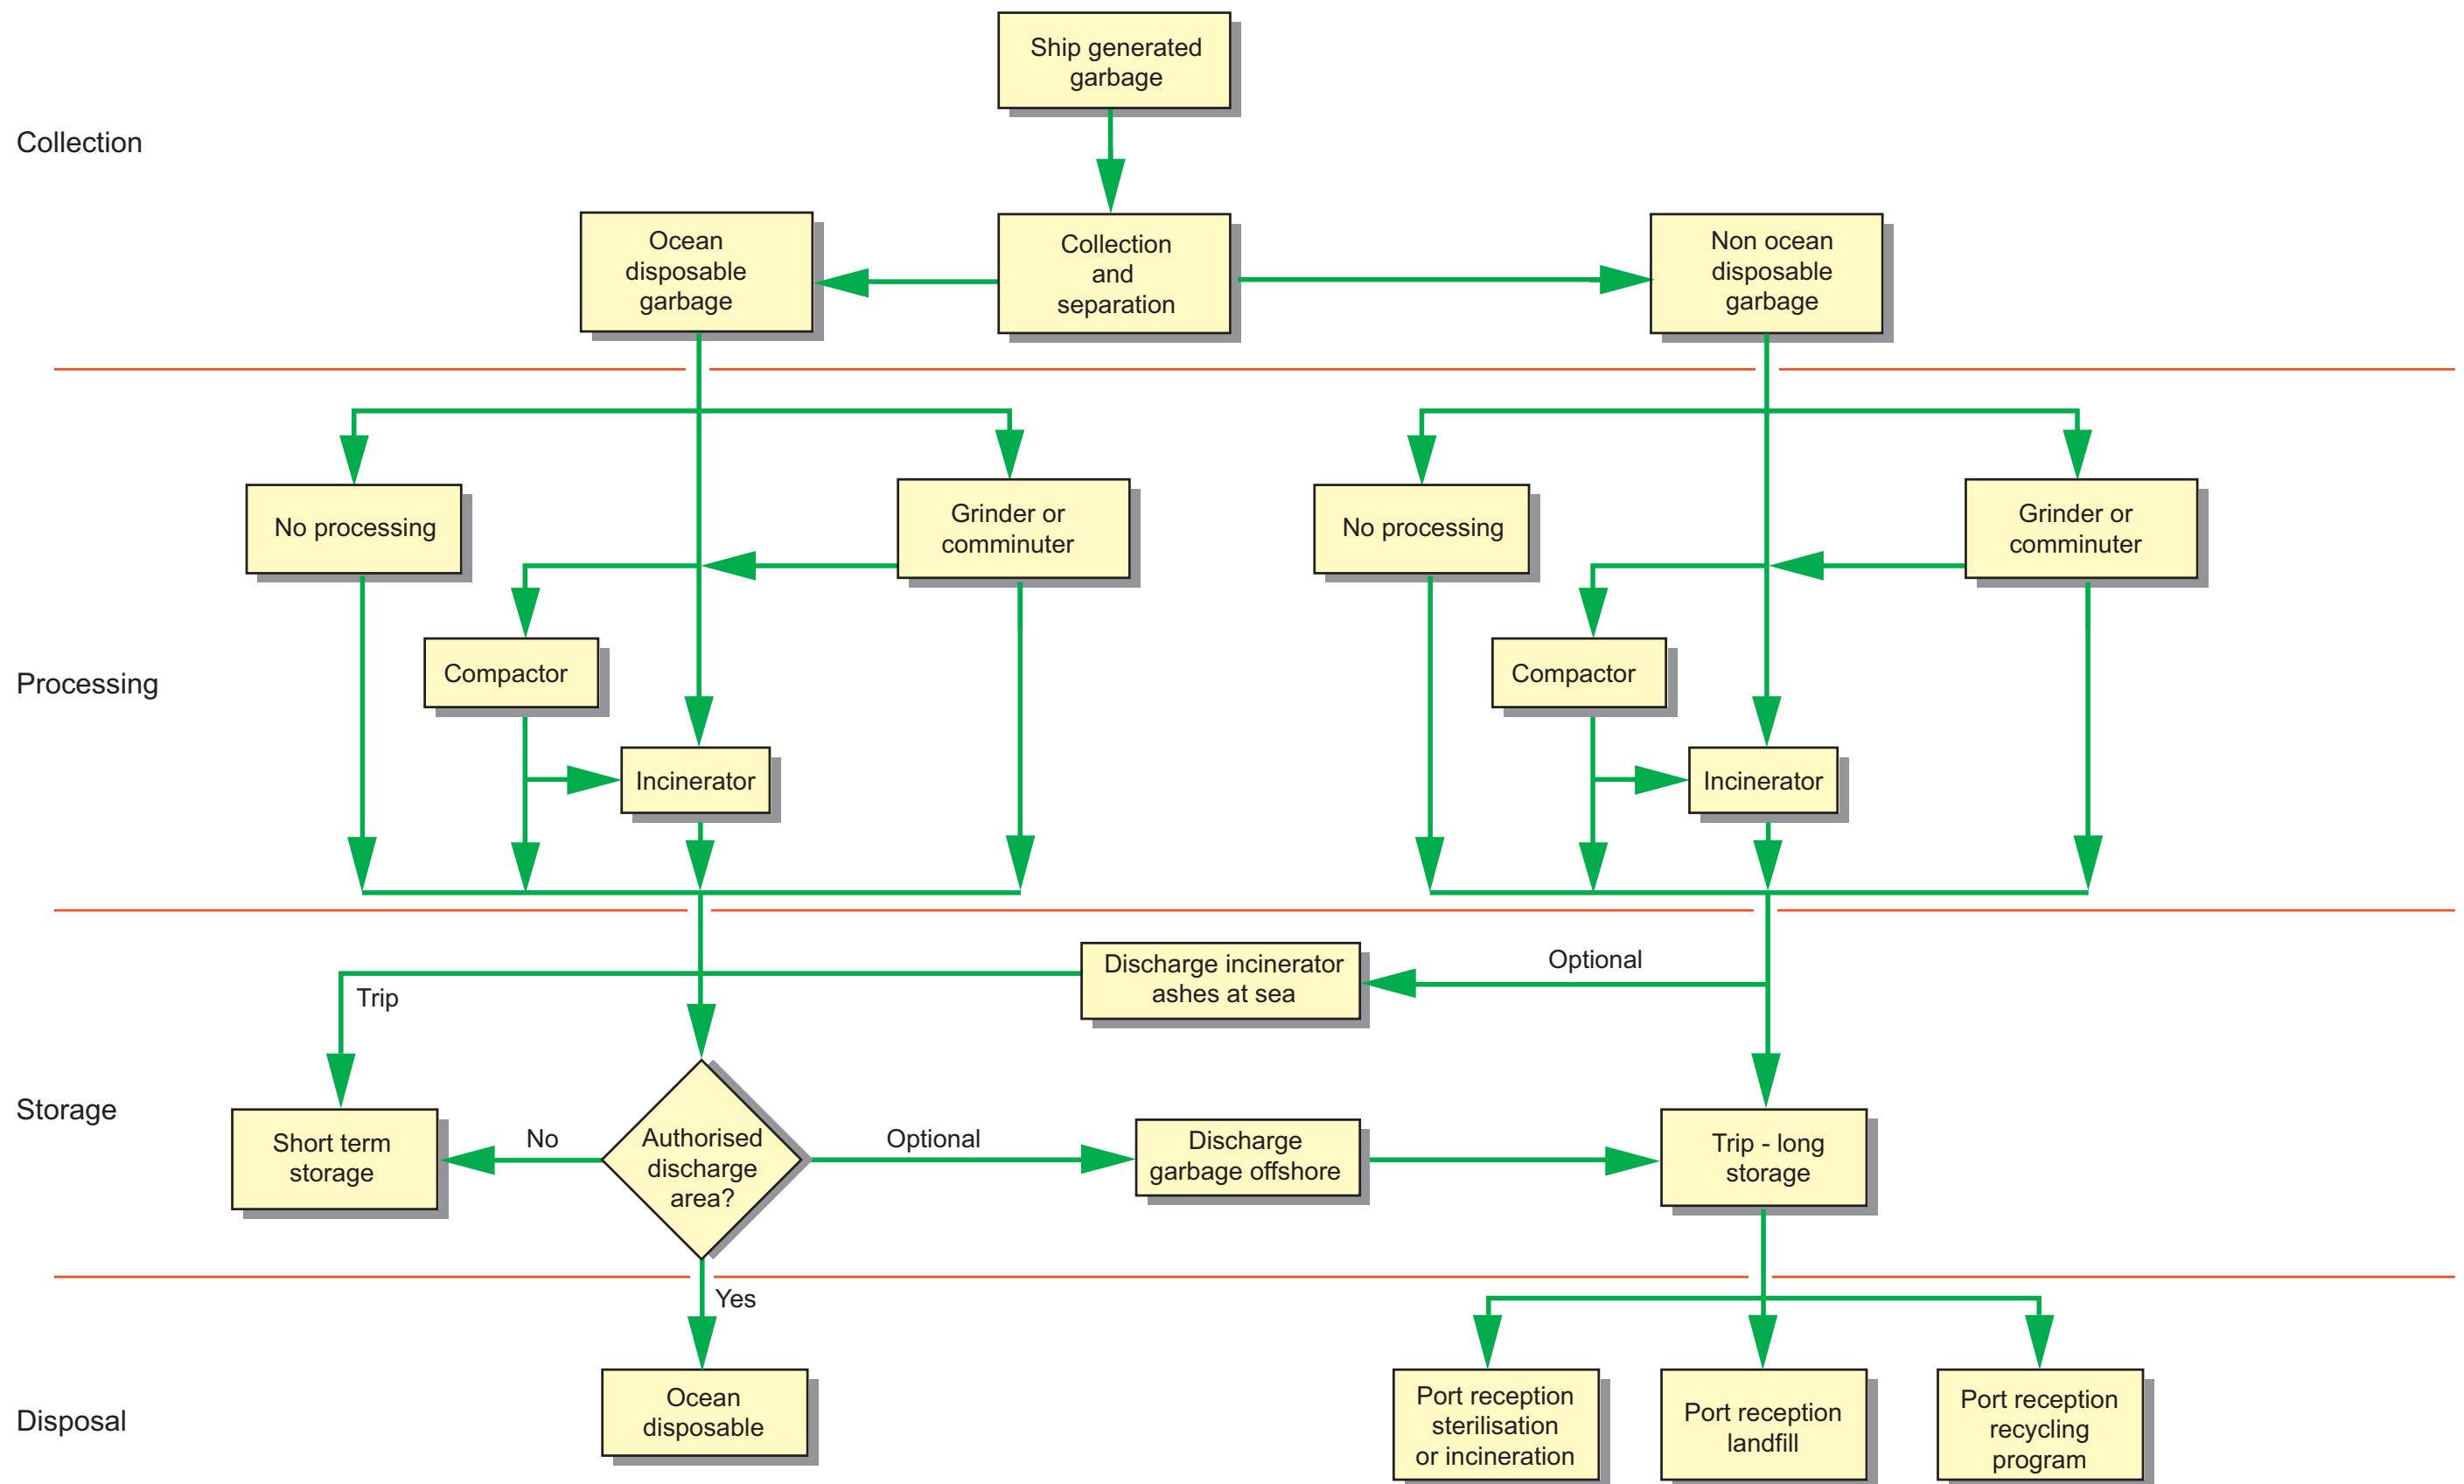 Ship generated
garbage
Collection
Ocean
disposable
garbage
Collection
and
separation
Non ocean
disposable
garbage
No processing
Grinder or
comminuter
No processing
Grinder or
comminuter
Compactor
Compactor
Processing
Incinerator
Incinerator
Discharge incinerator
ashes at sea
Optional
Trip
Storage
Short term
storage
No
Authorised
discharge
area?
Optional
Discharge
garbage offshore
Trip - long
storage
Yes
Disposal
Ocean
disposable
Port reception
sterilisation
or incineration
Port reception
landfill
Port reception
recycling
program